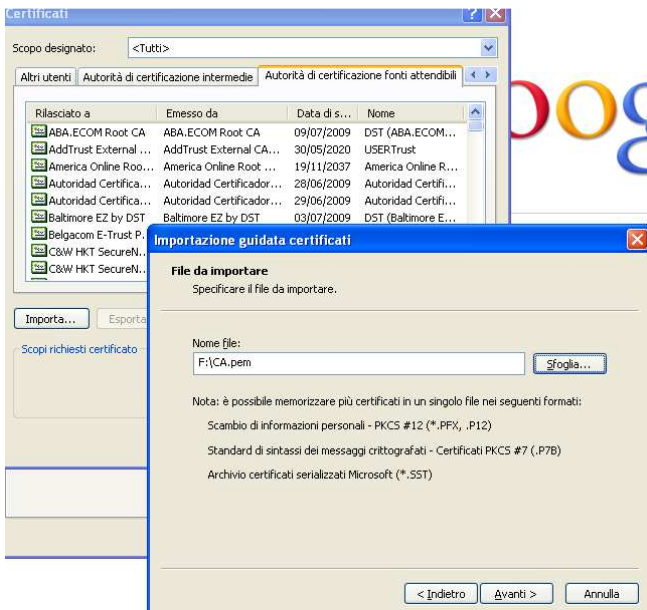 Certificati
Scopo designato: <Tutti>
Altri utenti Autorità di certificazione intermedie Autorità di certificazione fonti attendibili
Rilasciato a Emesso da Data di s... Nome
ABA.ECOM Root CA ABA.ECOM Root CA 09/07/2009 DST (ABA.ECOM...
AddTrust External ... AddTrust External CA... 30/05/2020 USERTrust
America Online Roo... America Online Root ... 19/11/2037 America Online R...
Autoridad Certifica... Autoridad Certificador... 28/06/2009 Autoridad Certifi...
Autoridad Certifica... Autoridad Certificador... 29/06/2009 Autoridad Certifi...
Baltimore EZ by DST Baltimore EZ by DST 03/07/2009 DST (Baltimore E...
Belgacom E-Trust P.
C&W HKT SecureN..
C&W HKT SecureN..
Importa... Esporta
Scopi richiesti certificato
Importazione guidata certificati
File da importare
Specificare il file da importare.
Nome file:
F:\CA.pem Sfoglia...
Nota: è possibile memorizzare più certificati in un singolo file nei seguenti formati:
Scambio di informazioni personali - PKCS #12 (*.PFX, .P12)
Standard di sintassi dei messaggi crittografati - Certificati PKCS #7 (.P7B)
Archivio certificati serializzati Microsoft (*.SST)
< Indietro Avanti > Annulla